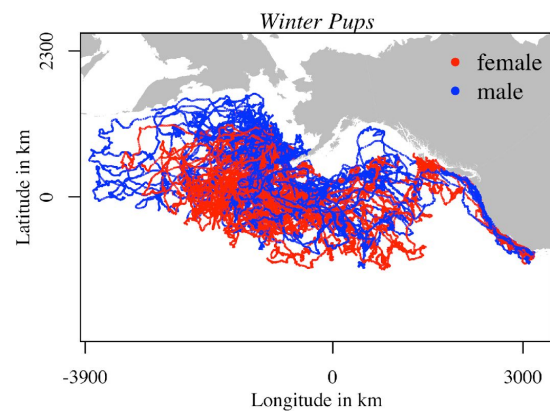 Winter Pups
2300
female
male
0
Latitude in km
-3900
0
3000
Longitude in km